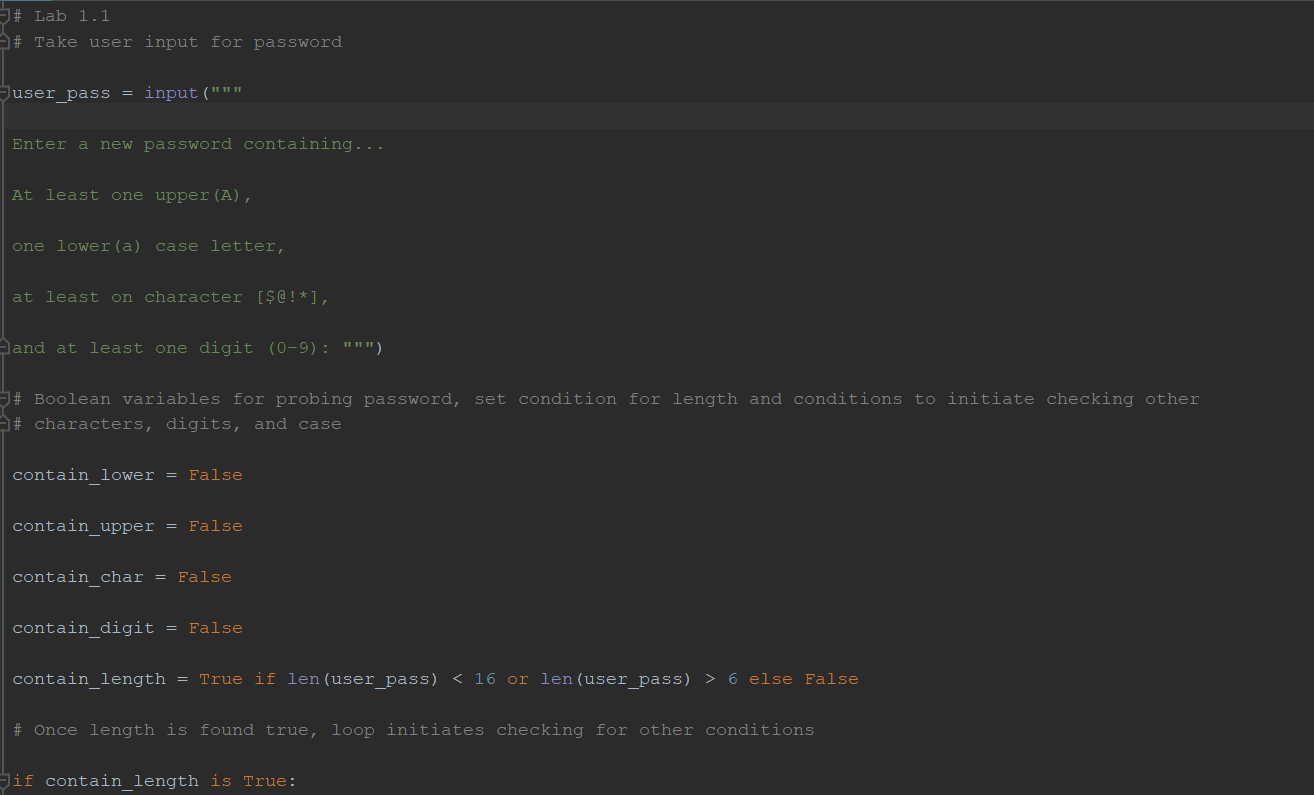 # Lab 1.1
# Take user input for password
user_pass = input("""
Enter a new password containing...
At least one upper(A),
one lower(a) case letter,
at least on character [$@!*],
and at least one digit (0-9): """)
# Boolean variables for probing password, set condition for length and conditions to initiate checking other
# characters, digits, and case
contain_lower = False
contain_upper = False
contain_char = False
contain_digit = False
contain_length = True if len(user_pass) < 16 or len(user_pass) > 6 else False
# Once length is found true, loop initiates checking for other conditions
if contain_length is True: